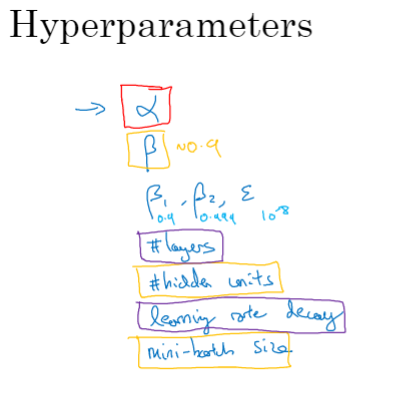 Hyperparameters
→ α
β ~0.9
β₁, β₂, ε
0.9 0.999 10⁻⁸
#layers
#hidden units
learning rate decay
mini-batch size